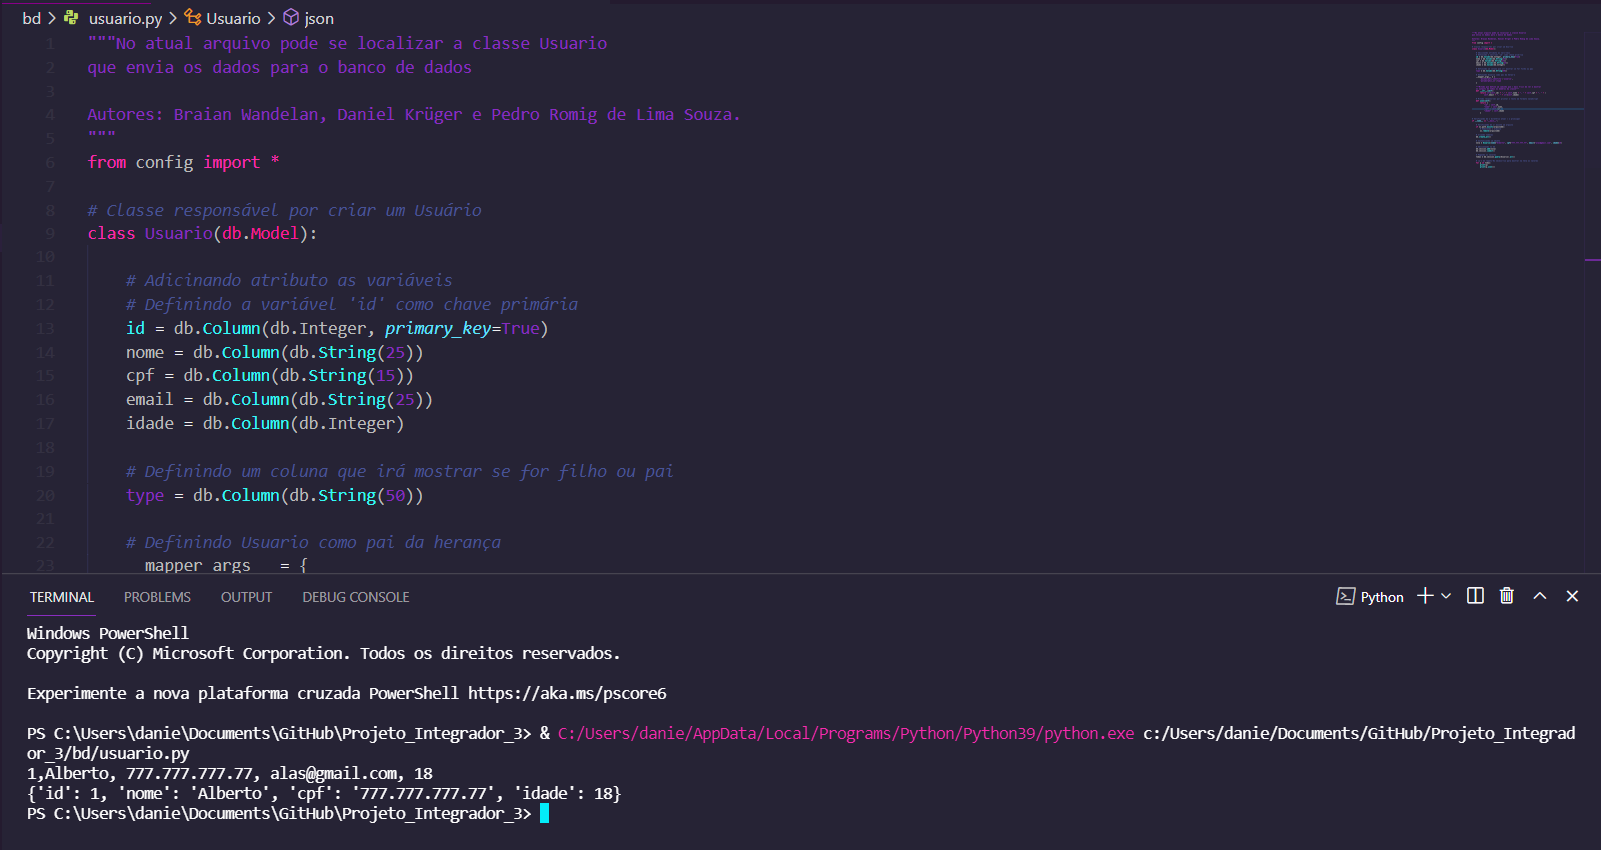 bd > usuario.py > Usuario > json
1 """No atual arquivo pode se localizar a classe Usuario
2 que envia os dados para o banco de dados
3
4 Autores: Braian Wandelan, Daniel Krüger e Pedro Romig de Lima Souza.
5 """
6 from config import *
7
8 # Classe responsável por criar um Usuário
9 class Usuario(db.Model):
10
11 # Adicinando atributo as variáveis
12 # Definindo a variável 'id' como chave primária
13 id = db.Column(db.Integer, primary_key=True)
14 nome = db.Column(db.String(25))
15 cpf = db.Column(db.String(15))
16 email = db.Column(db.String(25))
17 idade = db.Column(db.Integer)
18
19 # Definindo um coluna que irá mostrar se for filho ou pai
20 type = db.Column(db.String(50))
21
22 # Definindo Usuario como pai da herança
23 __mapper_args__ = {
TERMINAL PROBLEMS OUTPUT DEBUG CONSOLE Python
Windows PowerShell
Copyright (C) Microsoft Corporation. Todos os direitos reservados.
Experimente a nova plataforma cruzada PowerShell https://aka.ms/pscore6
PS C:\Users\danie\Documents\GitHub\Projeto_Integrador_3> & C:/Users/danie/AppData/Local/Programs/Python/Python39/python.exe c:/Users/danie/Documents/GitHub/Projeto_Integrad
or_3/bd/usuario.py
1,Alberto, 777.777.777.77, alas@gmail.com, 18
{'id': 1, 'nome': 'Alberto', 'cpf': '777.777.777.77', 'idade': 18}
PS C:\Users\danie\Documents\GitHub\Projeto_Integrador_3>